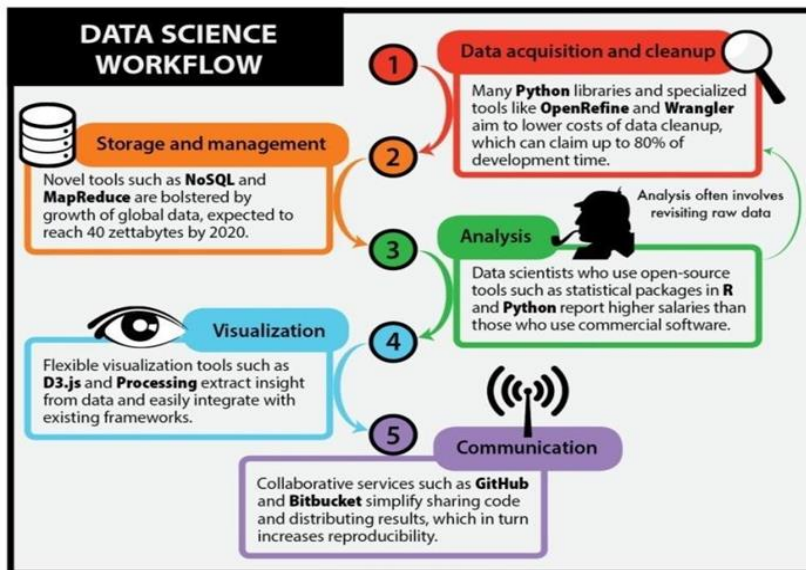 DATA SCIENCE
WORKFLOW
1
Data acquisition and cleanup
Many Python libraries and specialized
tools like OpenRefine and Wrangler
aim to lower costs of data cleanup,
which can claim up to 80% of
development time.
Storage and management
2
Novel tools such as NoSQL and
MapReduce are bolstered by
growth of global data, expected to
reach 40 zettabytes by 2020.
Analysis often involves
revisiting raw data
3
Analysis
Data scientists who use open-source
tools such as statistical packages in R
and Python report higher salaries than
those who use commercial software.
Visualization
4
Flexible visualization tools such as
D3.js and Processing extract insight
from data and easily integrate with
existing frameworks.
5
Communication
Collaborative services such as GitHub
and Bitbucket simplify sharing code
and distributing results, which in turn
increases reproducibility.